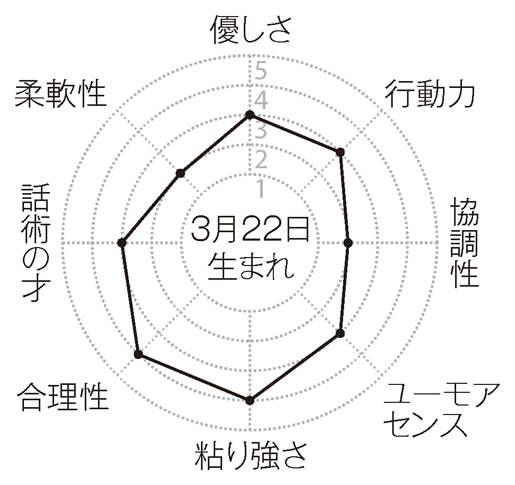 優しさ
柔軟性
行動力
5
4
3
2
1
話術の才
3月22日
生まれ
協調性
合理性
ユーモア
センス
粘り強さ